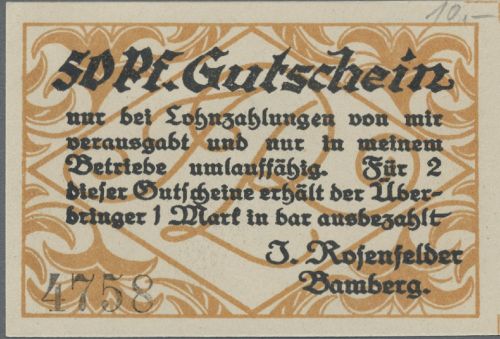 10.-
50 Pf. Gutschein
nur bei Lohnzahlungen von mir
verausgabt und nur in meinem
Betriebe umlauffähig. Für 2
dieser Gutscheine erhält der Über-
bringer 1 Mark in bar ausbezahlt
J. Rosenfelder
Bamberg.
4758